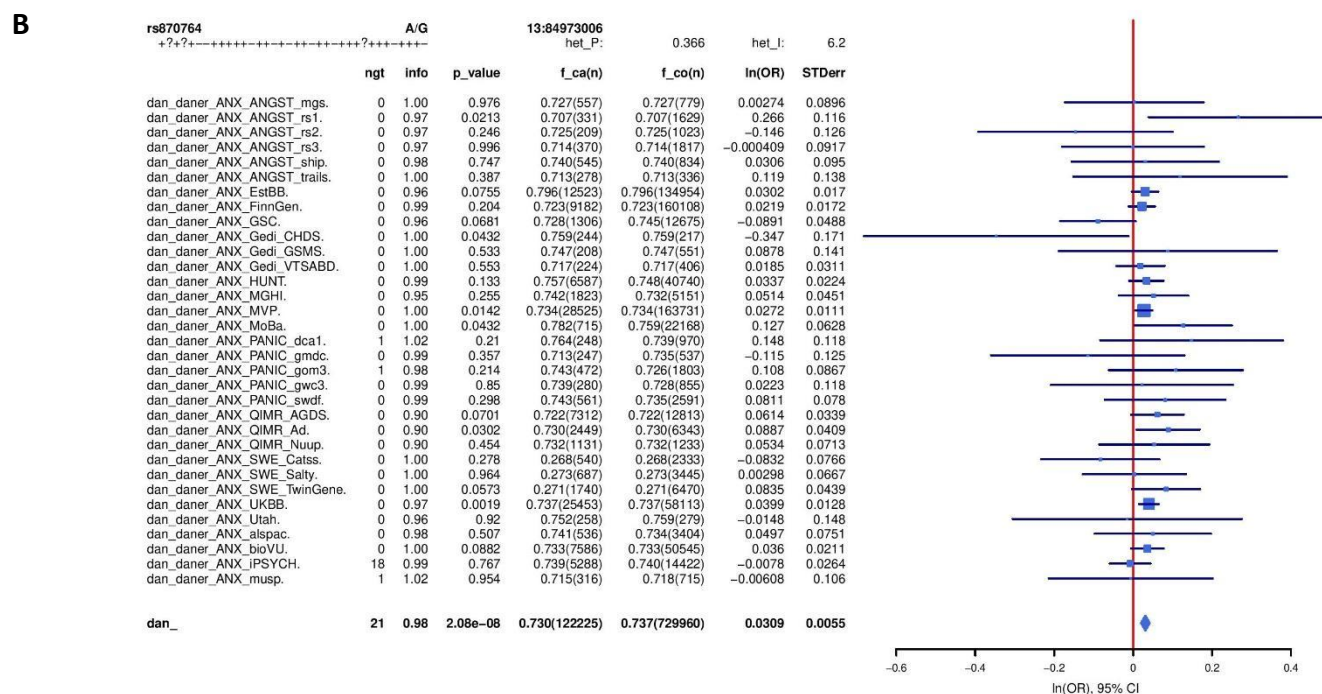 B
rs870764 A/G 13:84973006
+?+?+−−+++++−++−−++−−++−−+++?+++−++− het_P: 0.366 het_I: 6.2
ngt info p_value f_ca(n) f_co(n) ln(OR) STDerr
dan_daner_ANX_ANGST_mgs. 0 1.00 0.976 0.727(557) 0.727(779) 0.00274 0.0896
dan_daner_ANX_ANGST_rs1. 0 0.97 0.0213 0.707(331) 0.707(1629) 0.266 0.116
dan_daner_ANX_ANGST_rs2. 0 0.97 0.246 0.725(209) 0.725(1023) −0.146 0.126
dan_daner_ANX_ANGST_rs3. 0 0.97 0.996 0.714(370) 0.714(1817) −0.000409 0.0917
dan_daner_ANX_ANGST_ship. 0 0.98 0.747 0.740(545) 0.740(834) 0.0306 0.095
dan_daner_ANX_ANGST_trails. 0 1.00 0.387 0.713(278) 0.713(336) 0.119 0.138
dan_daner_ANX_EstBB. 0 0.96 0.0755 0.796(12523) 0.796(134954) 0.0302 0.017
dan_daner_ANX_FinnGen. 0 0.99 0.204 0.723(9182) 0.723(160108) 0.0219 0.0172
dan_daner_ANX_GSC. 0 0.96 0.0681 0.728(1306) 0.745(12675) −0.0891 0.0488
dan_daner_ANX_Gedi_CHDS. 0 1.00 0.0432 0.759(244) 0.759(217) −0.347 0.171
dan_daner_ANX_Gedi_GSMS. 0 1.00 0.533 0.747(208) 0.747(551) 0.0878 0.141
dan_daner_ANX_Gedi_VTSABD. 0 1.00 0.553 0.717(224) 0.717(406) 0.0185 0.0311
dan_daner_ANX_HUNT. 0 0.99 0.133 0.757(6587) 0.748(40740) 0.0337 0.0224
dan_daner_ANX_MGHI. 0 0.95 0.255 0.742(1823) 0.732(5151) 0.0514 0.0451
dan_daner_ANX_MVP. 0 1.00 0.0142 0.734(28525) 0.734(163731) 0.0272 0.0111
dan_daner_ANX_MoBa. 0 1.00 0.0432 0.782(715) 0.759(22168) 0.127 0.0628
dan_daner_ANX_PANIC_dca1. 1 1.02 0.21 0.764(248) 0.739(970) 0.148 0.118
dan_daner_ANX_PANIC_gmdc. 0 0.99 0.357 0.713(247) 0.735(537) −0.115 0.125
dan_daner_ANX_PANIC_gom3. 1 0.98 0.214 0.743(472) 0.726(1803) 0.108 0.0867
dan_daner_ANX_PANIC_gwc3. 0 0.99 0.85 0.739(280) 0.728(855) 0.0223 0.118
dan_daner_ANX_PANIC_swdf. 0 0.99 0.298 0.743(561) 0.735(2591) 0.0811 0.078
dan_daner_ANX_QIMR_AGDS. 0 0.90 0.0701 0.722(7312) 0.722(12813) 0.0614 0.0339
dan_daner_ANX_QIMR_Ad. 0 0.90 0.0302 0.730(2449) 0.730(6343) 0.0887 0.0409
dan_daner_ANX_QIMR_Nuup. 0 0.90 0.454 0.732(1131) 0.732(1233) 0.0534 0.0713
dan_daner_ANX_SWE_Catss. 0 1.00 0.278 0.268(540) 0.268(2333) −0.0832 0.0766
dan_daner_ANX_SWE_Salty. 0 1.00 0.964 0.273(687) 0.273(3445) 0.00298 0.0667
dan_daner_ANX_SWE_TwinGene. 0 1.00 0.0573 0.271(1740) 0.271(6470) 0.0835 0.0439
dan_daner_ANX_UKBB. 0 0.97 0.0019 0.737(25453) 0.737(58113) 0.0399 0.0128
dan_daner_ANX_Utah. 0 0.96 0.92 0.752(258) 0.759(279) −0.0148 0.148
dan_daner_ANX_alspac. 0 0.98 0.507 0.741(536) 0.734(3404) 0.0497 0.0751
dan_daner_ANX_bioVU. 0 1.00 0.0882 0.733(7586) 0.733(50545) 0.036 0.0211
dan_daner_ANX_iPSYCH. 18 0.99 0.767 0.739(5288) 0.740(14422) −0.0078 0.0264
dan_daner_ANX_musp. 1 1.02 0.954 0.715(316) 0.718(715) −0.00608 0.106
dan_ 21 0.98 2.08e−08 0.730(122225) 0.737(729960) 0.0309 0.0055
−0.6 −0.4 −0.2 0 0.2 0.4
ln(OR), 95% CI